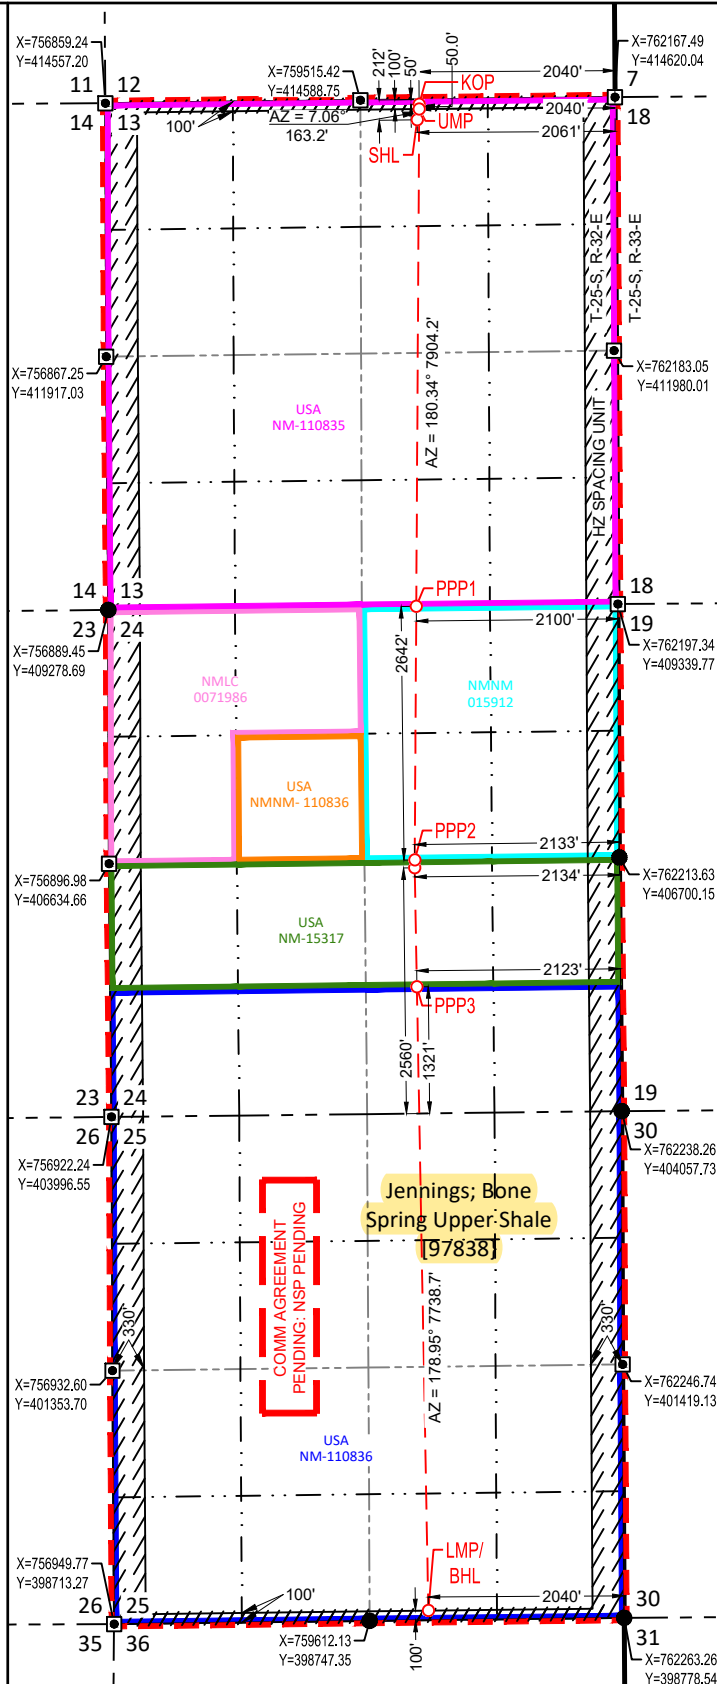 X=756859.24
Y=414557.20
X=759515.42
Y=414588.75
212'
100'
50'
50.0'
2040'
X=762167.49
Y=414620.04
KOP
11 12
7
14 13
18
100'
AZ = 7.06°
163.2'
2040'
UMP
2061'
SHL
T-25-S, R-32-E
T-25-S, R-33-E
X=756867.25
Y=411917.03
AZ = 180.34° 7904.2'
X=762183.05
Y=411980.01
USA
NM-110835
HZ SPACING UNIT
14 13
PPP1
18
23 24
2100'
19
X=756889.45
Y=409278.69
2642'
X=762197.34
Y=409339.77
NMLC
0071986
NMNM
015912
USA
NMNM- 110836
PPP2
2133'
2134'
X=756896.98
Y=406634.66
X=762213.63
Y=406700.15
USA
NM-15317
2123'
PPP3
2560'
1321'
23 24
19
26 25
30
X=756922.24
Y=403996.55
X=762238.26
Y=404057.73
Jennings; Bone
Spring Upper Shale
[97838]
COMM AGREEMENT
PENDING: NSP PENDING
AZ = 178.95° 7738.7'
330'
330'
X=756932.60
Y=401353.70
X=762246.74
Y=401419.13
USA
NM-110836
X=756949.77
Y=398713.27
LMP/
BHL
100'
2040'
26 25
30
35 36
31
X=759612.13
Y=398747.35
100'
X=762263.26
Y=398778.54